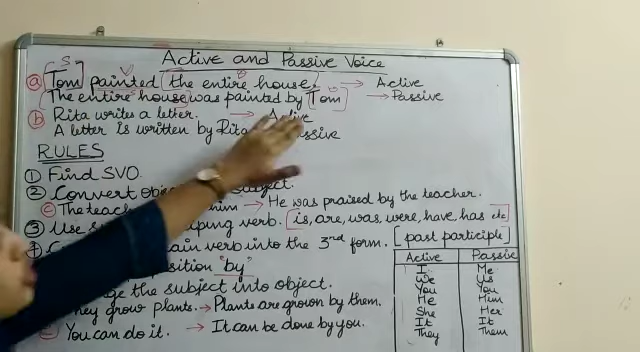 Active and Passive Voice
S V O
ⓐ [Tom] painted (the entire house. → Active
(The entire house was painted by [Tom] → Passive
ⓑ Rita writes a letter. → Active
A letter is written by Rita
RULES
① Find SVO.
② Convert subject.
ⓒ The him → He was praised by the teacher.
③ Use verb. [is, are, was, were, have has etc]
④ verb into the 3rd form. [past participle]
"by"
the subject into object.
They grow plants. → Plants are grown by them.
You can do it. → It can be done by you.
Active Passive
I Me
We Us
You You
He Him
She Her
It It
They Them